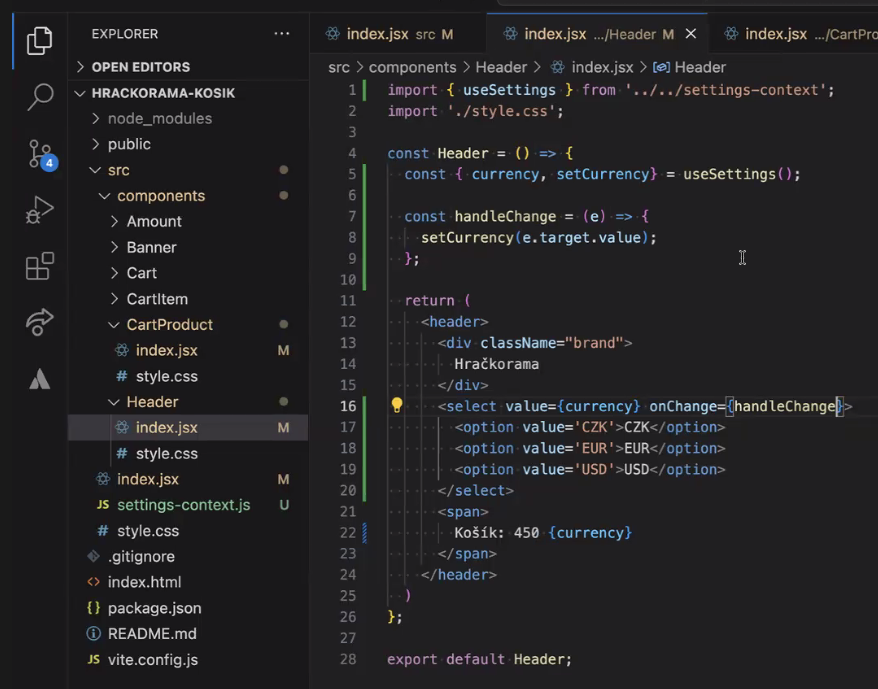 EXPLORER
OPEN EDITORS
HRACKORAMA-KOSIK
node_modules
public
src
components
Amount
Banner
Cart
CartItem
CartProduct
index.jsx M
style.css
Header
index.jsx M
style.css
index.jsx M
settings-context.js U
style.css
.gitignore
index.html
package.json
README.md
vite.config.js
4
index.jsx src M
index.jsx .../Header M
index.jsx .../CartPro
src > components > Header > index.jsx > Header
1 import { useSettings } from '../../settings-context';
2 import './style.css';
3
4 const Header = () => {
5 const { currency, setCurrency} = useSettings();
6
7 const handleChange = (e) => {
8 setCurrency(e.target.value);
9 };
10
11 return (
12 <header>
13 <div className="brand">
14 Hračkorama
15 </div>
16 <select value={currency} onChange={handleChange}>
17 <option value='CZK'>CZK</option>
18 <option value='EUR'>EUR</option>
19 <option value='USD'>USD</option>
20 </select>
21 <span>
22 Košík: 450 {currency}
23 </span>
24 </header>
25 )
26 };
27
28 export default Header;